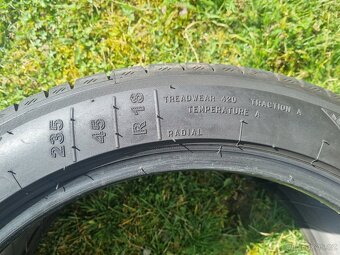 235
45
R 18
TREADWEAR 420 TRACTION A
TEMPERATURE A
RADIAL